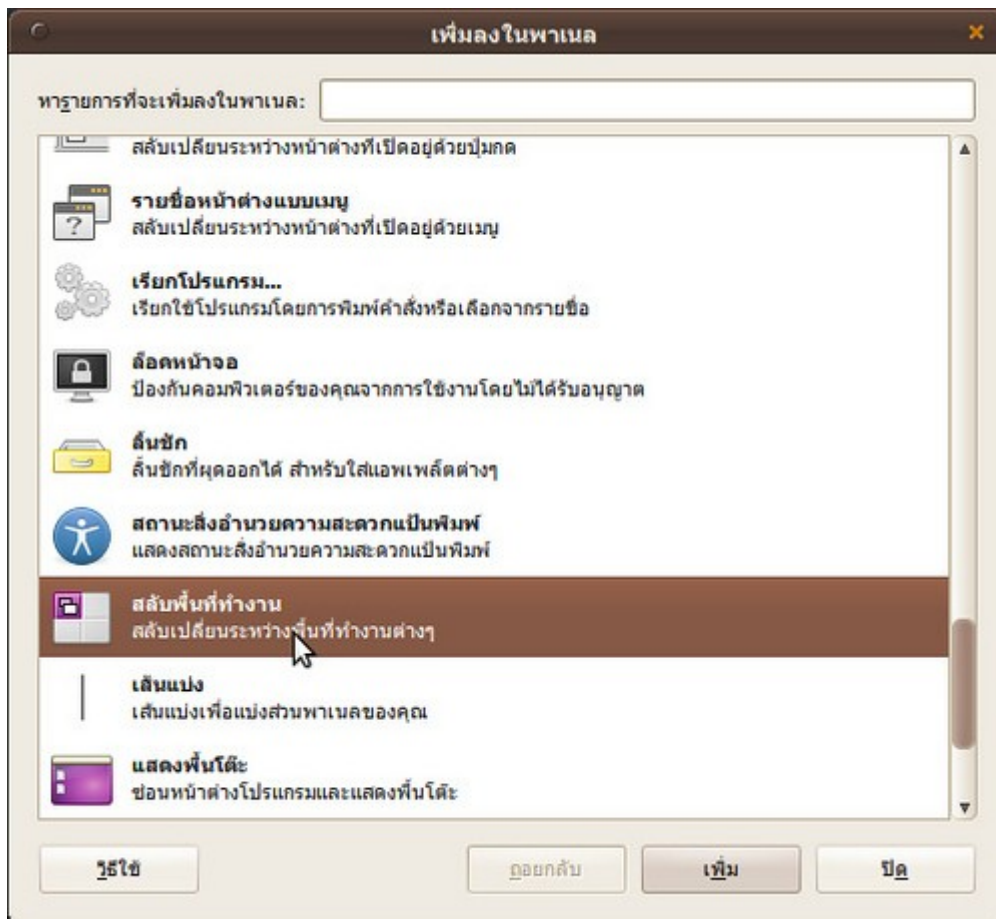 เพิ่มลงในพาเนล
หารายการที่จะเพิ่มลงในพาเนล:
สลับเปลี่ยนระหว่างหน้าต่างที่เปิดอยู่ด้วยปุ่มกด
รายชื่อหน้าต่างแบบเมนู
สลับเปลี่ยนระหว่างหน้าต่างที่เปิดอยู่ด้วยเมนู
เรียกโปรแกรม...
เรียกใช้โปรแกรมโดยการพิมพ์คำสั่งหรือเลือกจากรายชื่อ
ล็อคหน้าจอ
ป้องกันคอมพิวเตอร์ของคุณจากการใช้งานโดยไม่ได้รับอนุญาต
ลิ้นชัก
ลิ้นชักที่ผุดออกได้ สำหรับใส่แอพเพล็ตต่างๆ
สถานะสิ่งอำนวยความสะดวกแป้นพิมพ์
แสดงสถานะสิ่งอำนวยความสะดวกแป้นพิมพ์
สลับพื้นที่ทำงาน
สลับเปลี่ยนระหว่างพื้นที่ทำงานต่างๆ
เส้นแบ่ง
เส้นแบ่งเพื่อแบ่งส่วนพาเนลของคุณ
แสดงพื้นโต๊ะ
ซ่อนหน้าต่างโปรแกรมและแสดงพื้นโต๊ะ
วิธีใช้
ถอยกลับ
เพิ่ม
ปิด